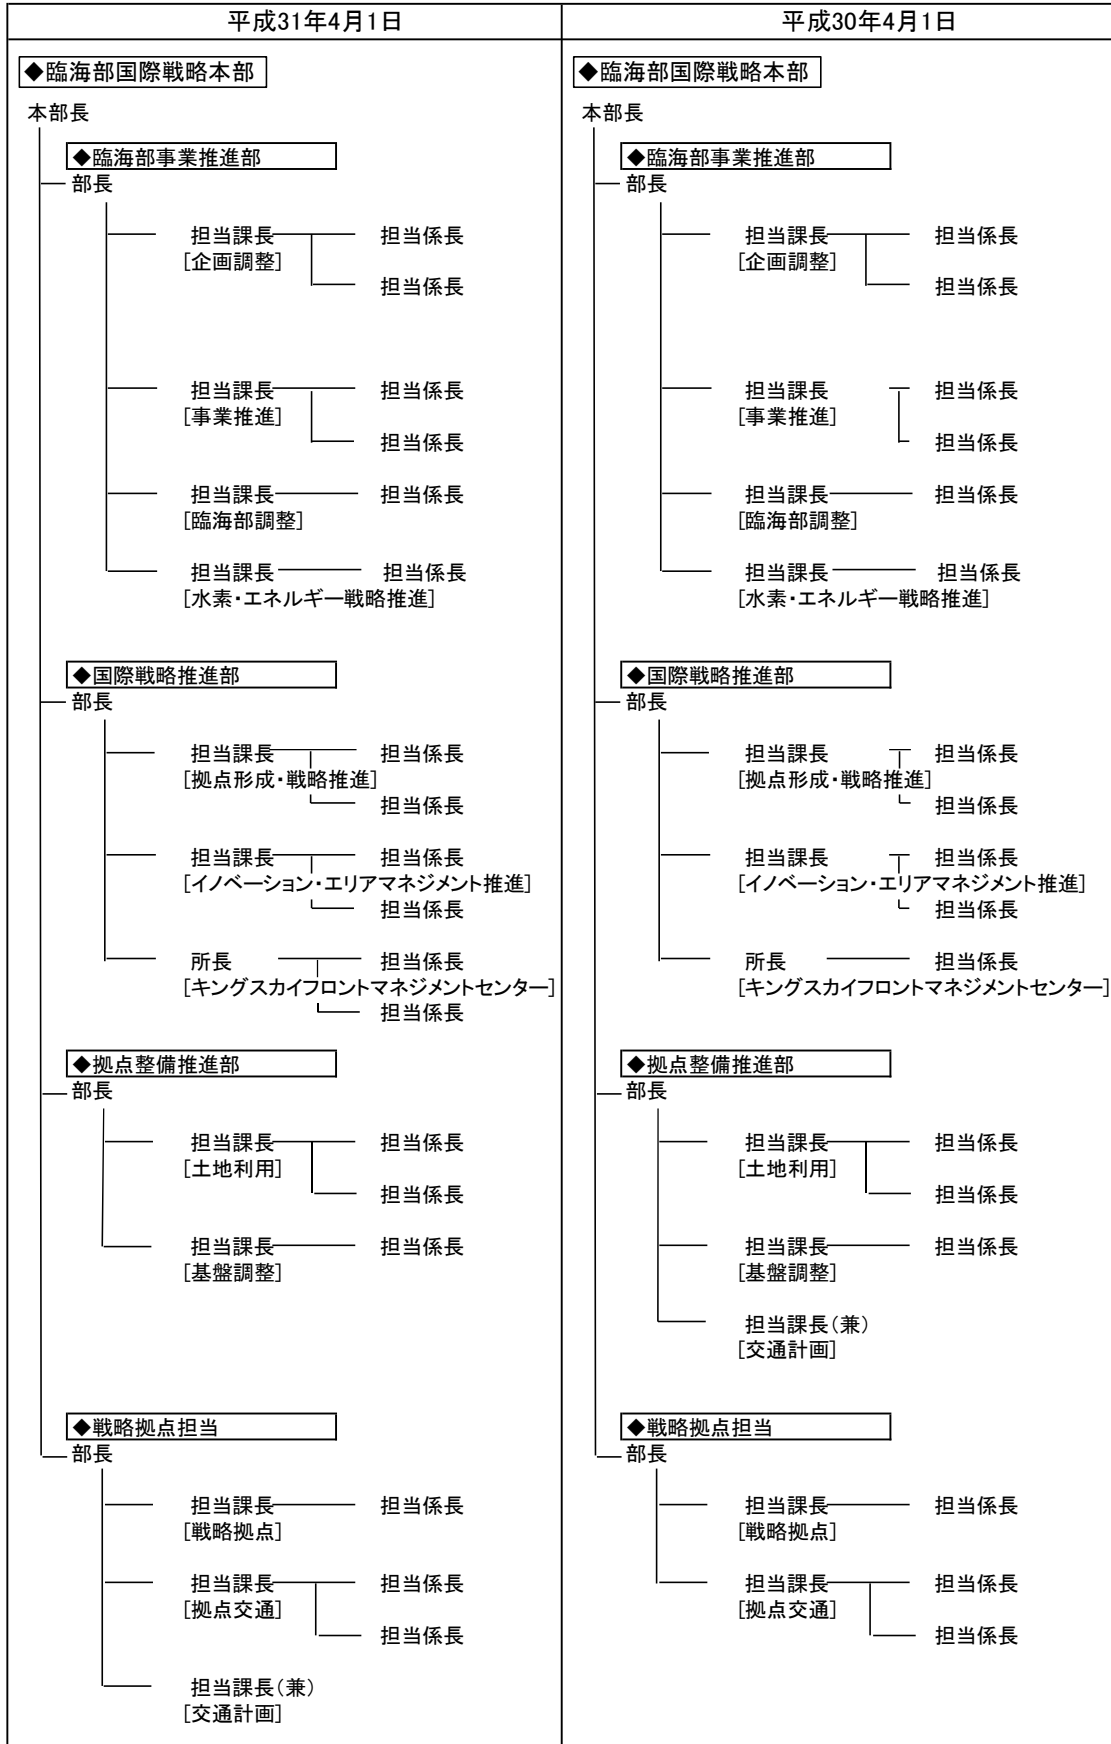 平成31年4月1日
◆臨海部国際戦略本部
本部長
◆臨海部事業推進部
部長
担当課長 担当係長
[企画調整]
担当係長
担当課長 担当係長
[事業推進]
担当係長
担当課長 担当係長
[臨海部調整]
担当課長 担当係長
[水素・エネルギー戦略推進]
◆国際戦略推進部
部長
担当課長 担当係長
[拠点形成・戦略推進]
担当係長
担当課長 担当係長
[イノベーション・エリアマネジメント推進]
担当係長
所長 担当係長
[キングスカイフロントマネジメントセンター]
担当係長
◆拠点整備推進部
部長
担当課長 担当係長
[土地利用]
担当係長
担当課長 担当係長
[基盤調整]
◆戦略拠点担当
部長
担当課長 担当係長
[戦略拠点]
担当課長 担当係長
[拠点交通]
担当係長
担当課長(兼)
[交通計画]
平成30年4月1日
◆臨海部国際戦略本部
本部長
◆臨海部事業推進部
部長
担当課長 担当係長
[企画調整]
担当係長
担当課長 担当係長
[事業推進]
担当係長
担当課長 担当係長
[臨海部調整]
担当課長 担当係長
[水素・エネルギー戦略推進]
◆国際戦略推進部
部長
担当課長 担当係長
[拠点形成・戦略推進]
担当係長
担当課長 担当係長
[イノベーション・エリアマネジメント推進]
担当係長
所長 担当係長
[キングスカイフロントマネジメントセンター]
◆拠点整備推進部
部長
担当課長 担当係長
[土地利用]
担当係長
担当課長 担当係長
[基盤調整]
担当課長(兼)
[交通計画]
◆戦略拠点担当
部長
担当課長 担当係長
[戦略拠点]
担当課長 担当係長
[拠点交通]
担当係長